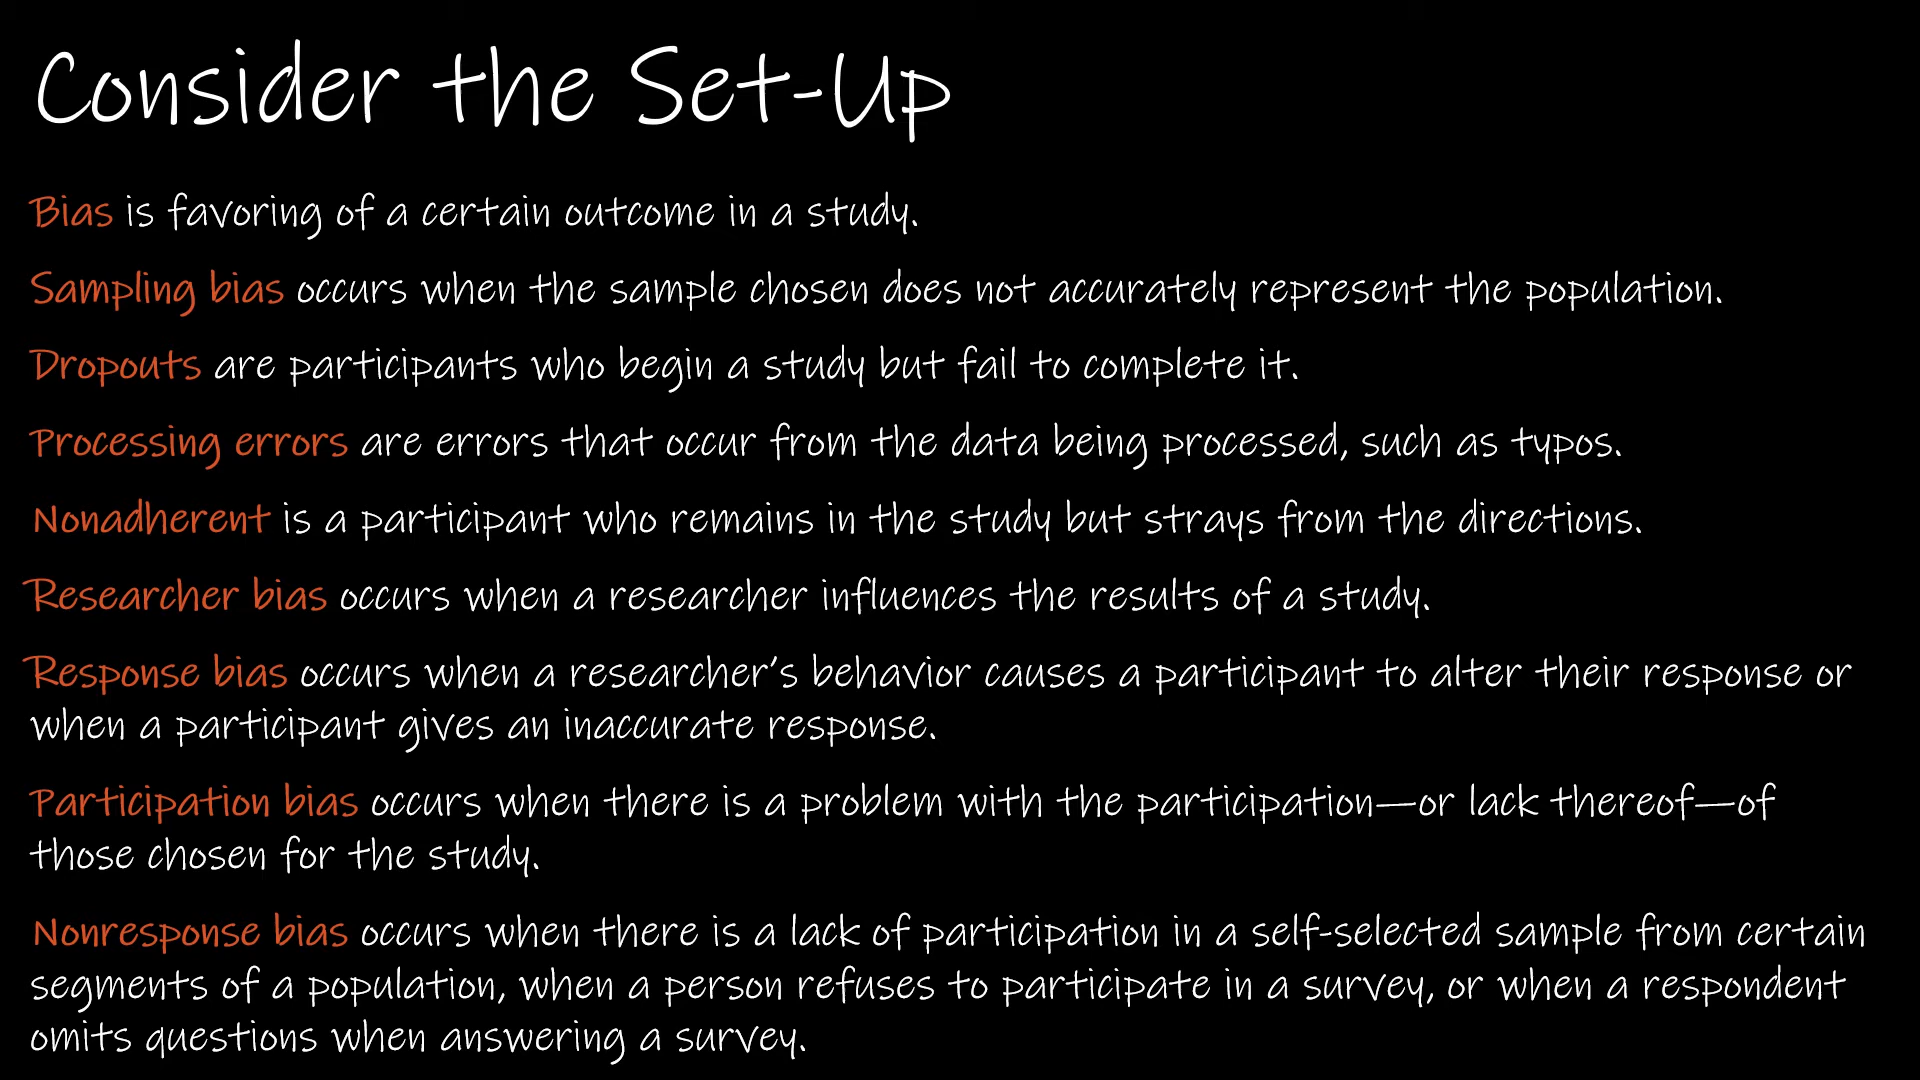 Consider the Set-Up
Bias is favoring of a certain outcome in a study.
Sampling bias occurs when the sample chosen does not accurately represent the population.
Dropouts are participants who begin a study but fail to complete it.
Processing errors are errors that occur from the data being processed, such as typos.
Nonadherent is a participant who remains in the study but strays from the directions.
Researcher bias occurs when a researcher influences the results of a study.
Response bias occurs when a researcher’s behavior causes a participant to alter their response or
when a participant gives an inaccurate response.
Participation bias occurs when there is a problem with the participation—or lack thereof—of
those chosen for the study.
Nonresponse bias occurs when there is a lack of participation in a self-selected sample from certain
segments of a population, when a person refuses to participate in a survey, or when a respondent
omits questions when answering a survey.